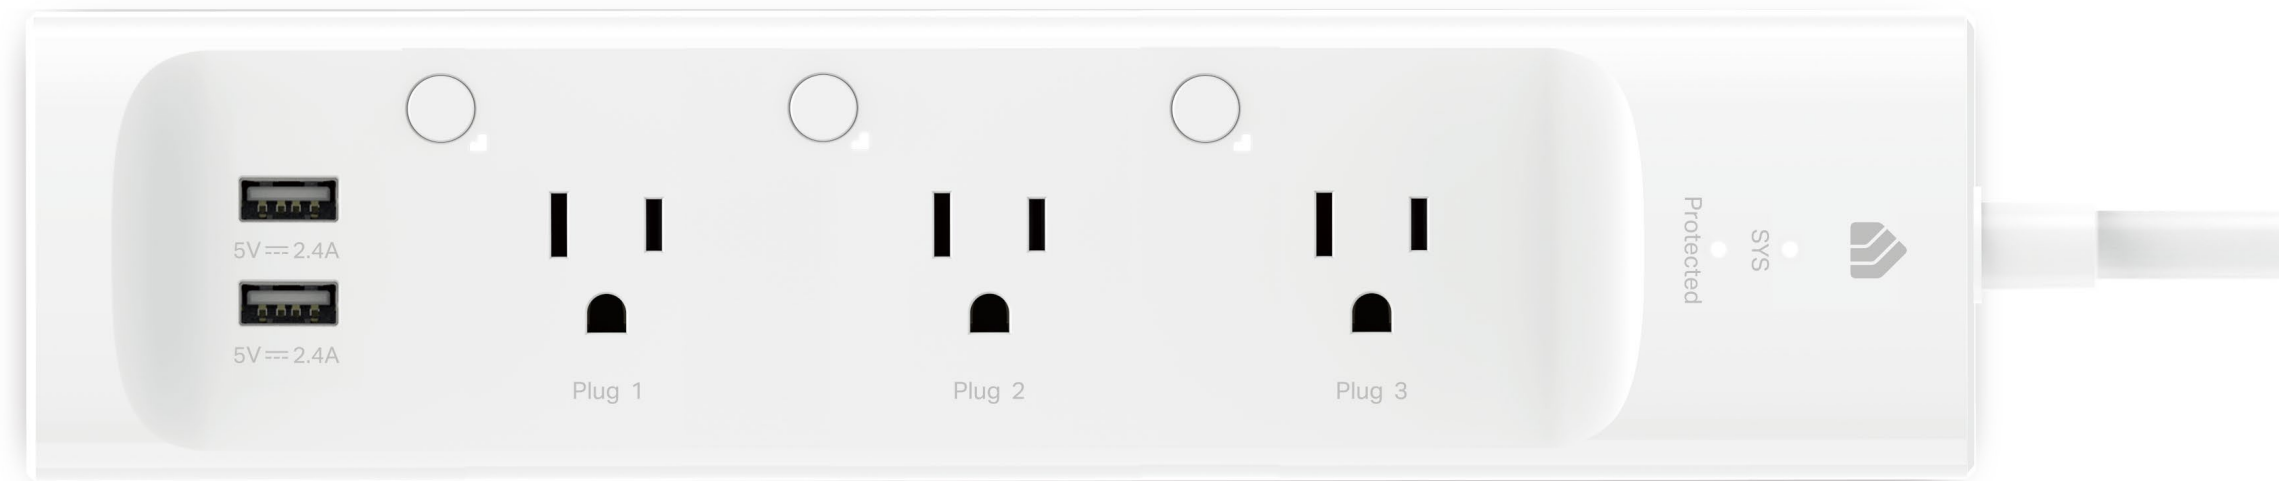 5V⎓2.4A
5V⎓2.4A
Plug 1
Plug 2
Plug 3
Protected
SYS